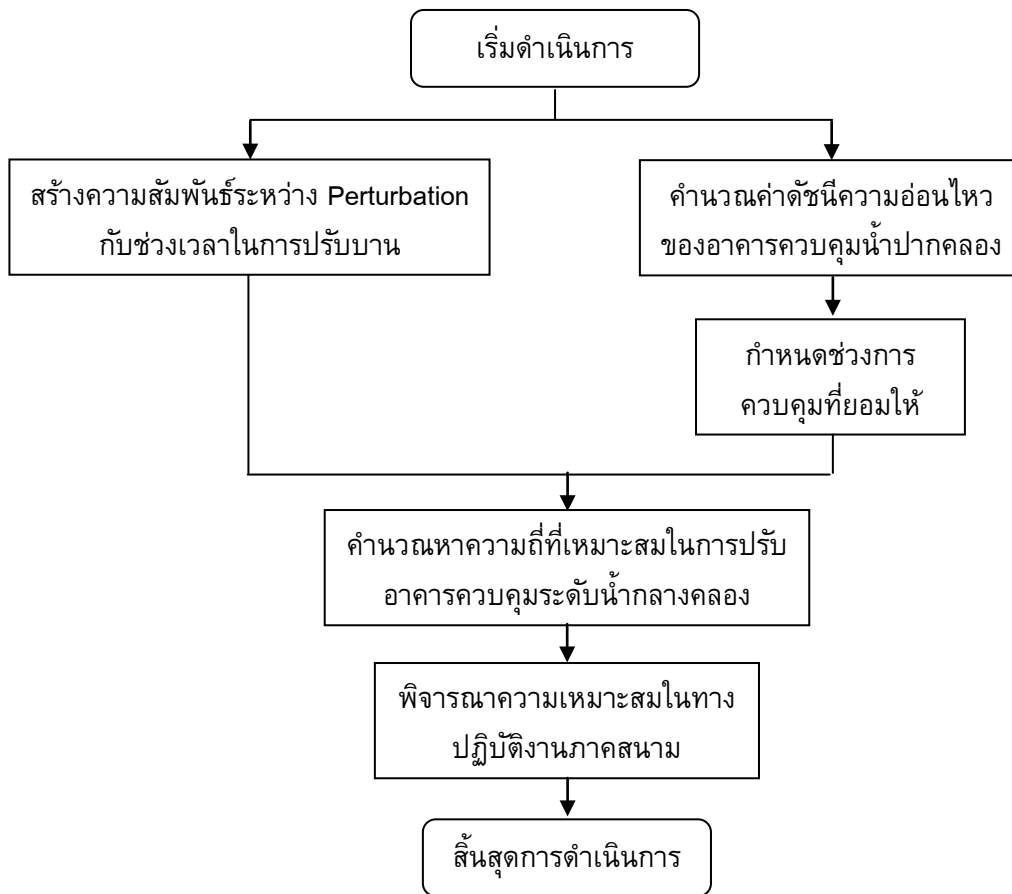 เริ่มดำเนินการ
สร้างความสัมพันธ์ระหว่าง Perturbation
กับช่วงเวลาในการปรับบาน
คำนวณค่าดัชนีความอ่อนไหว
ของอาคารควบคุมน้ำปากคลอง
กำหนดช่วงการ
ควบคุมที่ยอมให้
คำนวณหาความถี่ที่เหมาะสมในการปรับ
อาคารควบคุมระดับน้ำกลางคลอง
พิจารณาความเหมาะสมในทาง
ปฏิบัติงานภาคสนาม
สิ้นสุดการดำเนินการ